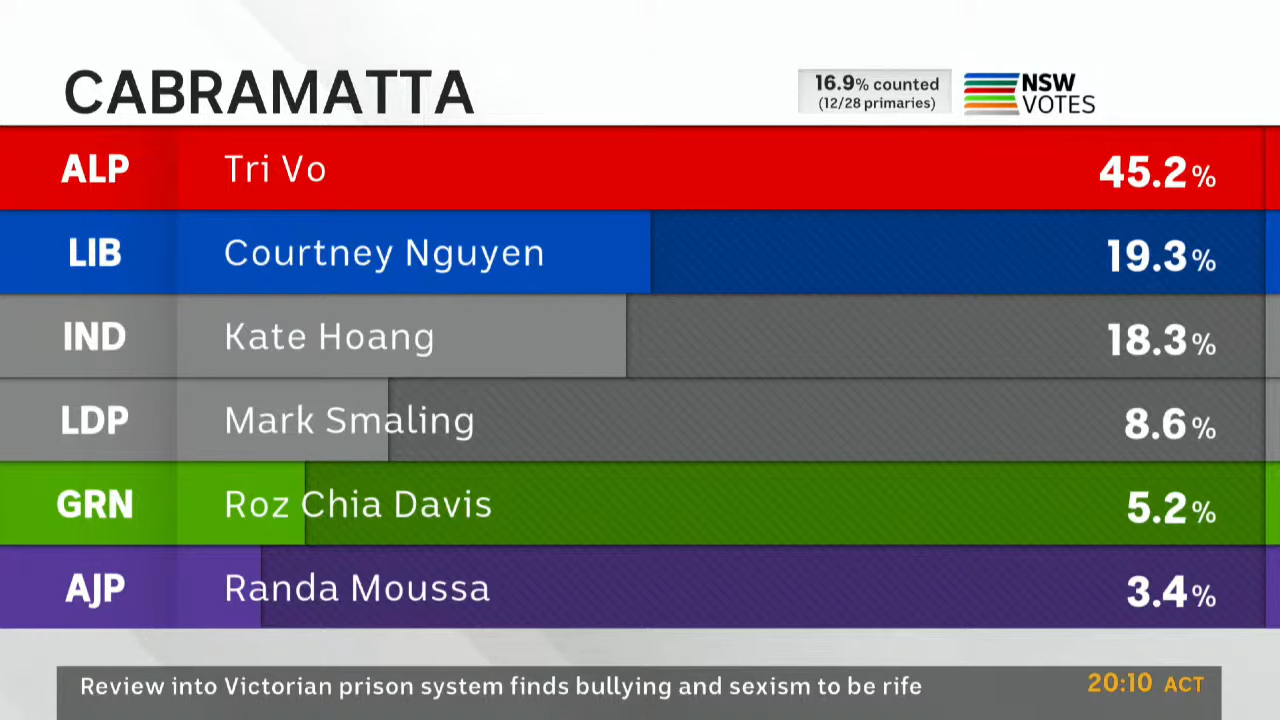 CABRAMATTA
16.9% counted
(12/28 primaries)
NSW
VOTES
ALP Tri Vo 45.2%
LIB Courtney Nguyen 19.3%
IND Kate Hoang 18.3%
LDP Mark Smaling 8.6%
GRN Roz Chia Davis 5.2%
AJP Randa Moussa 3.4%
Review into Victorian prison system finds bullying and sexism to be rife 20:10 ACT